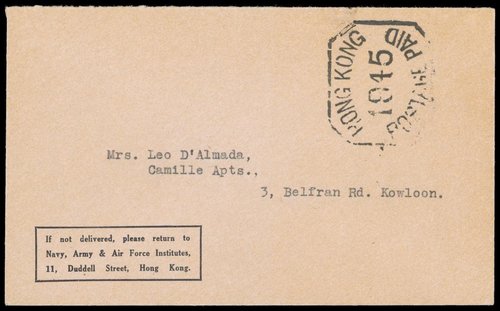 HONG KONG
1945
POSTAGE PAID
Mrs. Leo D'Almada,
Camille Apts.,
3, Belfran Rd. Kowloon.
If not delivered, please return to
Navy, Army & Air Force Institutes,
11, Duddell Street, Hong Kong.